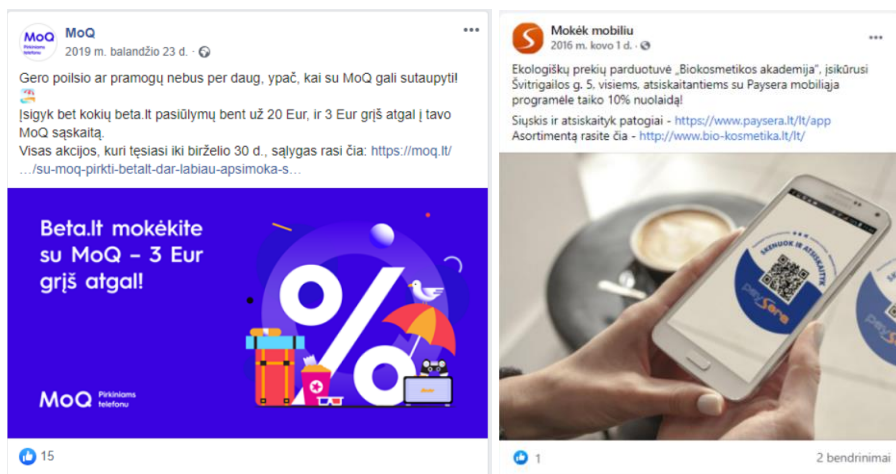 MoQ
Pirkiniams
telefonu
MoQ
2019 m. balandžio 23 d. ·
Gero poilsio ar pramogų nebus per daug, ypač, kai su MoQ gali sutaupyti!
Įsigyk bet kokių beta.lt pasiūlymų bent už 20 Eur, ir 3 Eur grįš atgal į tavo
MoQ sąskaitą.
Visas akcijos, kuri tęsiasi iki birželio 30 d., sąlygas rasi čia: https://moq.lt/
…/su-moq-pirkti-betalt-dar-labiau-apsimoka-s…
Beta.lt mokėkite
su MoQ – 3 Eur
grįš atgal!
MoQ Pirkiniams
telefonu
15
Mokėk mobiliu
2016 m. kovo 1 d. ·
Ekologiškų prekių parduotuvė „Biokosmetikos akademija“, įsikūrusi
Švitrigailos g. 5, visiems, atsiskaitantiems su Paysera mobiliąja
programėle taiko 10% nuolaidą!
Siųskis ir atsiskaityk patogiai - https://www.paysera.lt/lt/app
Asortimentą rasite čia - http://www.bio-kosmetika.lt/lt/
SKENUOK IR ATSISKAITYK
paysera
1
2 bendrinimai